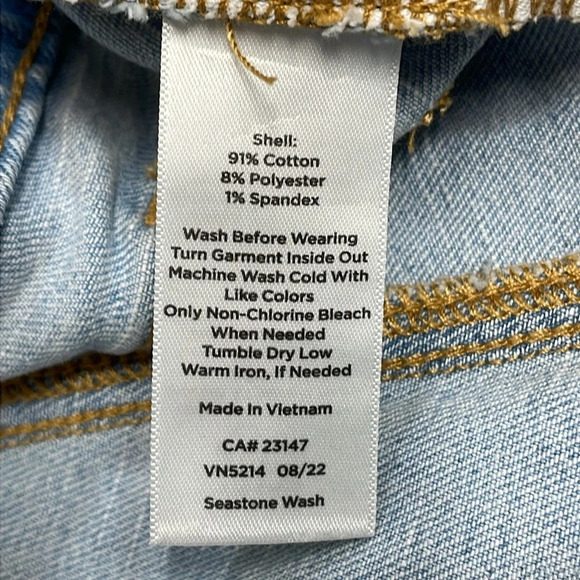 Shell:
91% Cotton
8% Polyester
1% Spandex
Wash Before Wearing
Turn Garment Inside Out
Machine Wash Cold With
Like Colors
Only Non-Chlorine Bleach
When Needed
Tumble Dry Low
Warm Iron, If Needed
Made In Vietnam
CA# 23147
VN5214 08/22
Seastone Wash